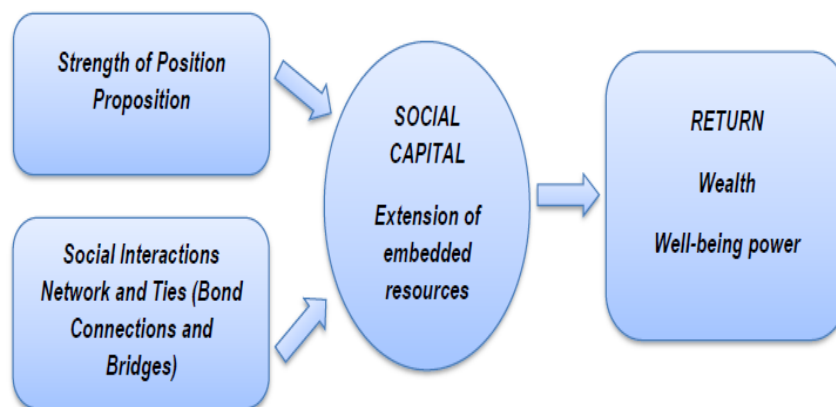 Strength of Position
Proposition
Social Interactions
Network and Ties (Bond
Connections and
Bridges)
SOCIAL
CAPITAL
Extension of
embedded
resources
RETURN
Wealth
Well-being power